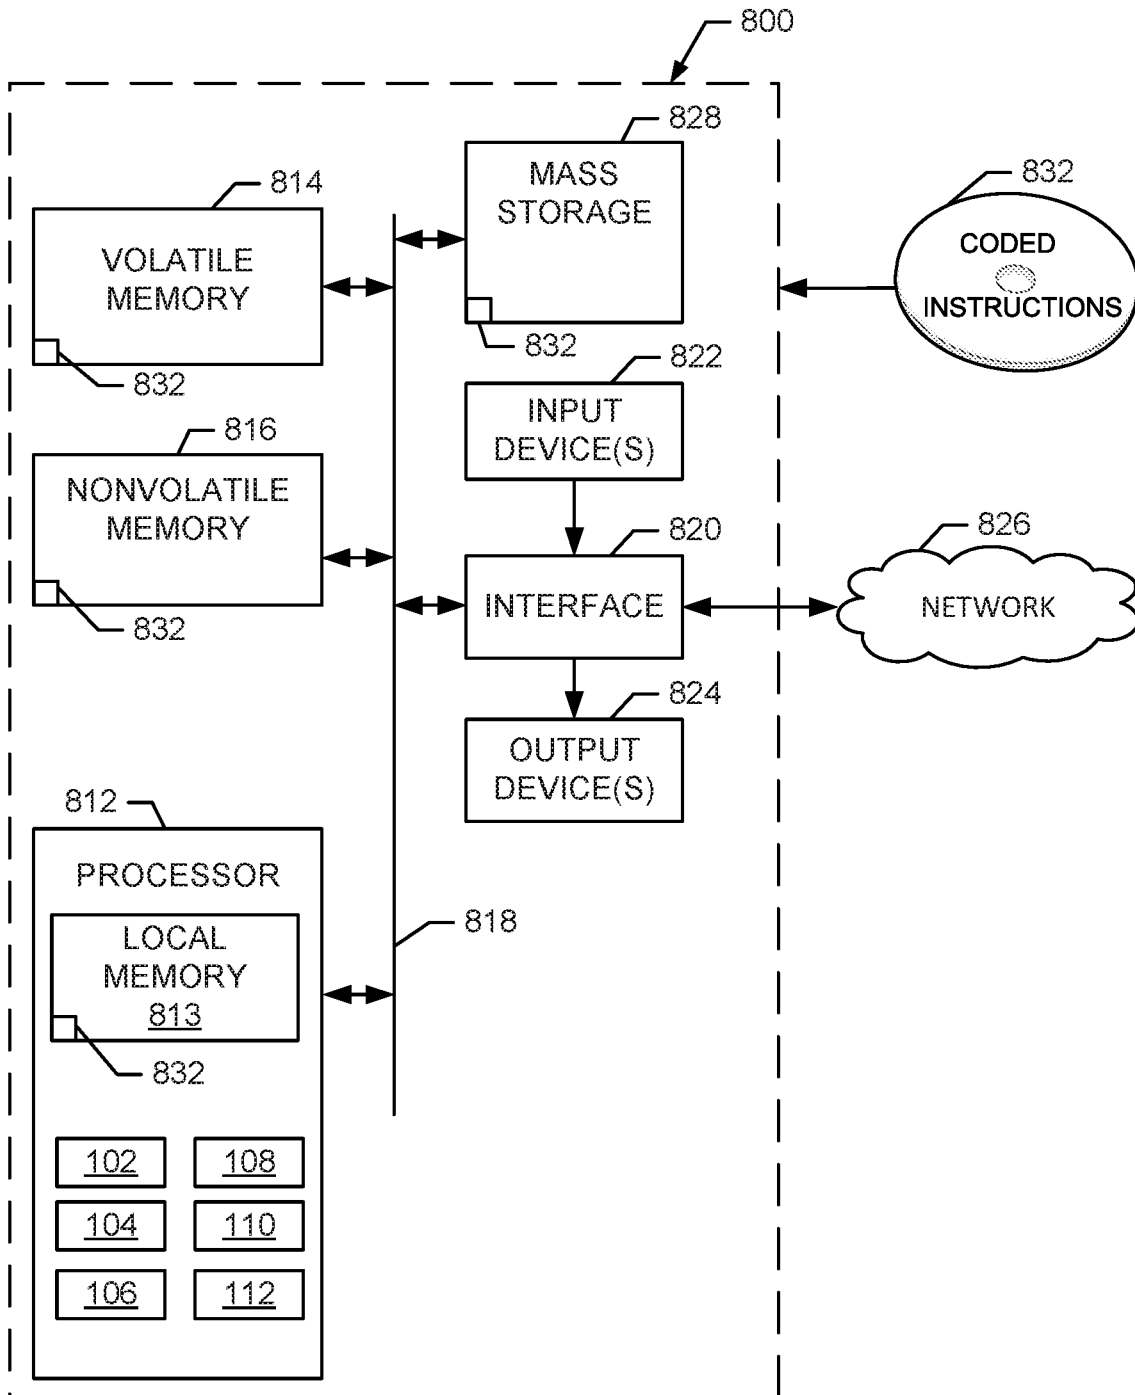 800
828
MASS
STORAGE
832
814
VOLATILE
MEMORY
832
832
CODED
INSTRUCTIONS
822
INPUT
DEVICE(S)
816
NONVOLATILE
MEMORY
832
820
INTERFACE
826
NETWORK
824
OUTPUT
DEVICE(S)
812
PROCESSOR
LOCAL
MEMORY
813
832
818
102
108
104
110
106
112